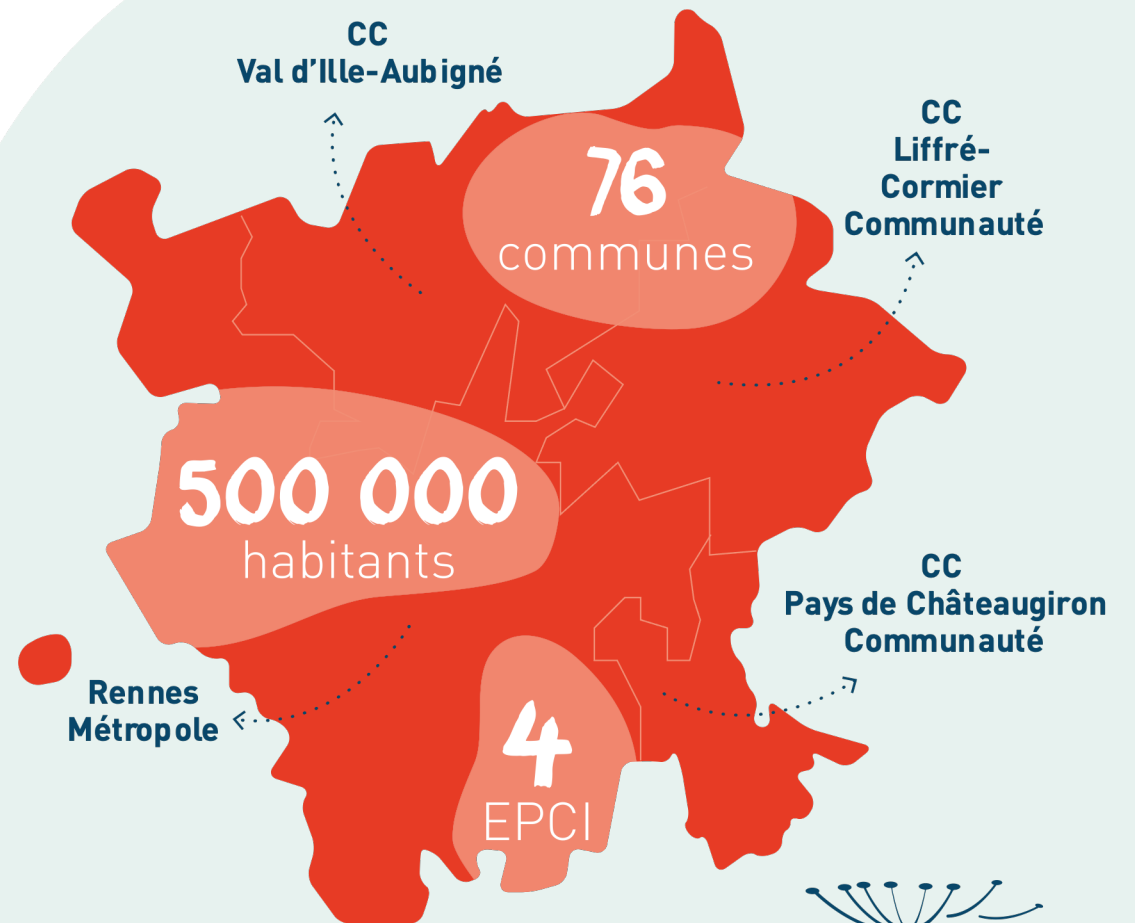 CC
Val d'Ille-Aubigné
CC
Liffré-
Cormier
Communauté
76
communes
500 000
habitants
CC
Pays de Châteaugiron
Communauté
Rennes
Métropole
4
EPCI